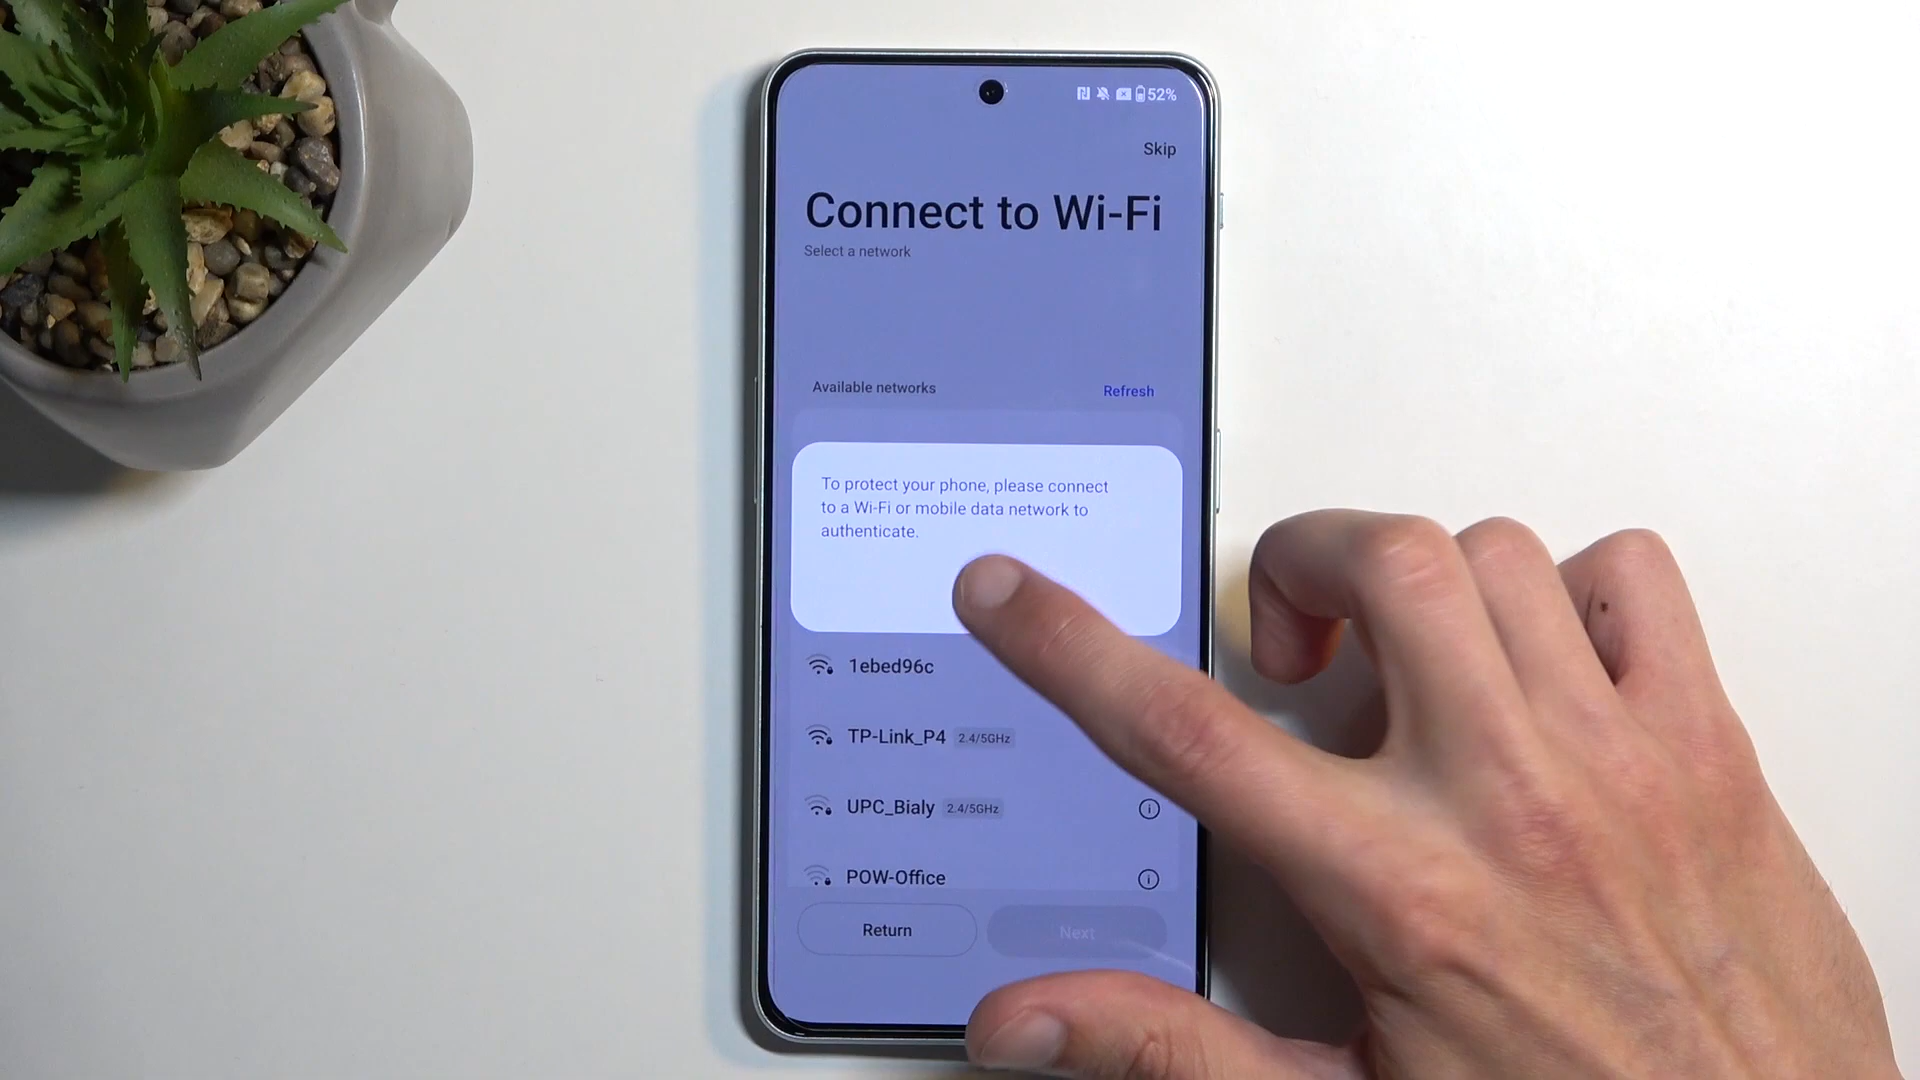 52%
Skip
Connect to Wi-Fi
Select a network
Available networks
Refresh
To protect your phone, please connect
to a Wi-Fi or mobile data network to
authenticate.
1ebed96c
TP-Link_P4 2.4/5GHz
UPC_Bialy 2.4/5GHz
POW-Office
Return
Next